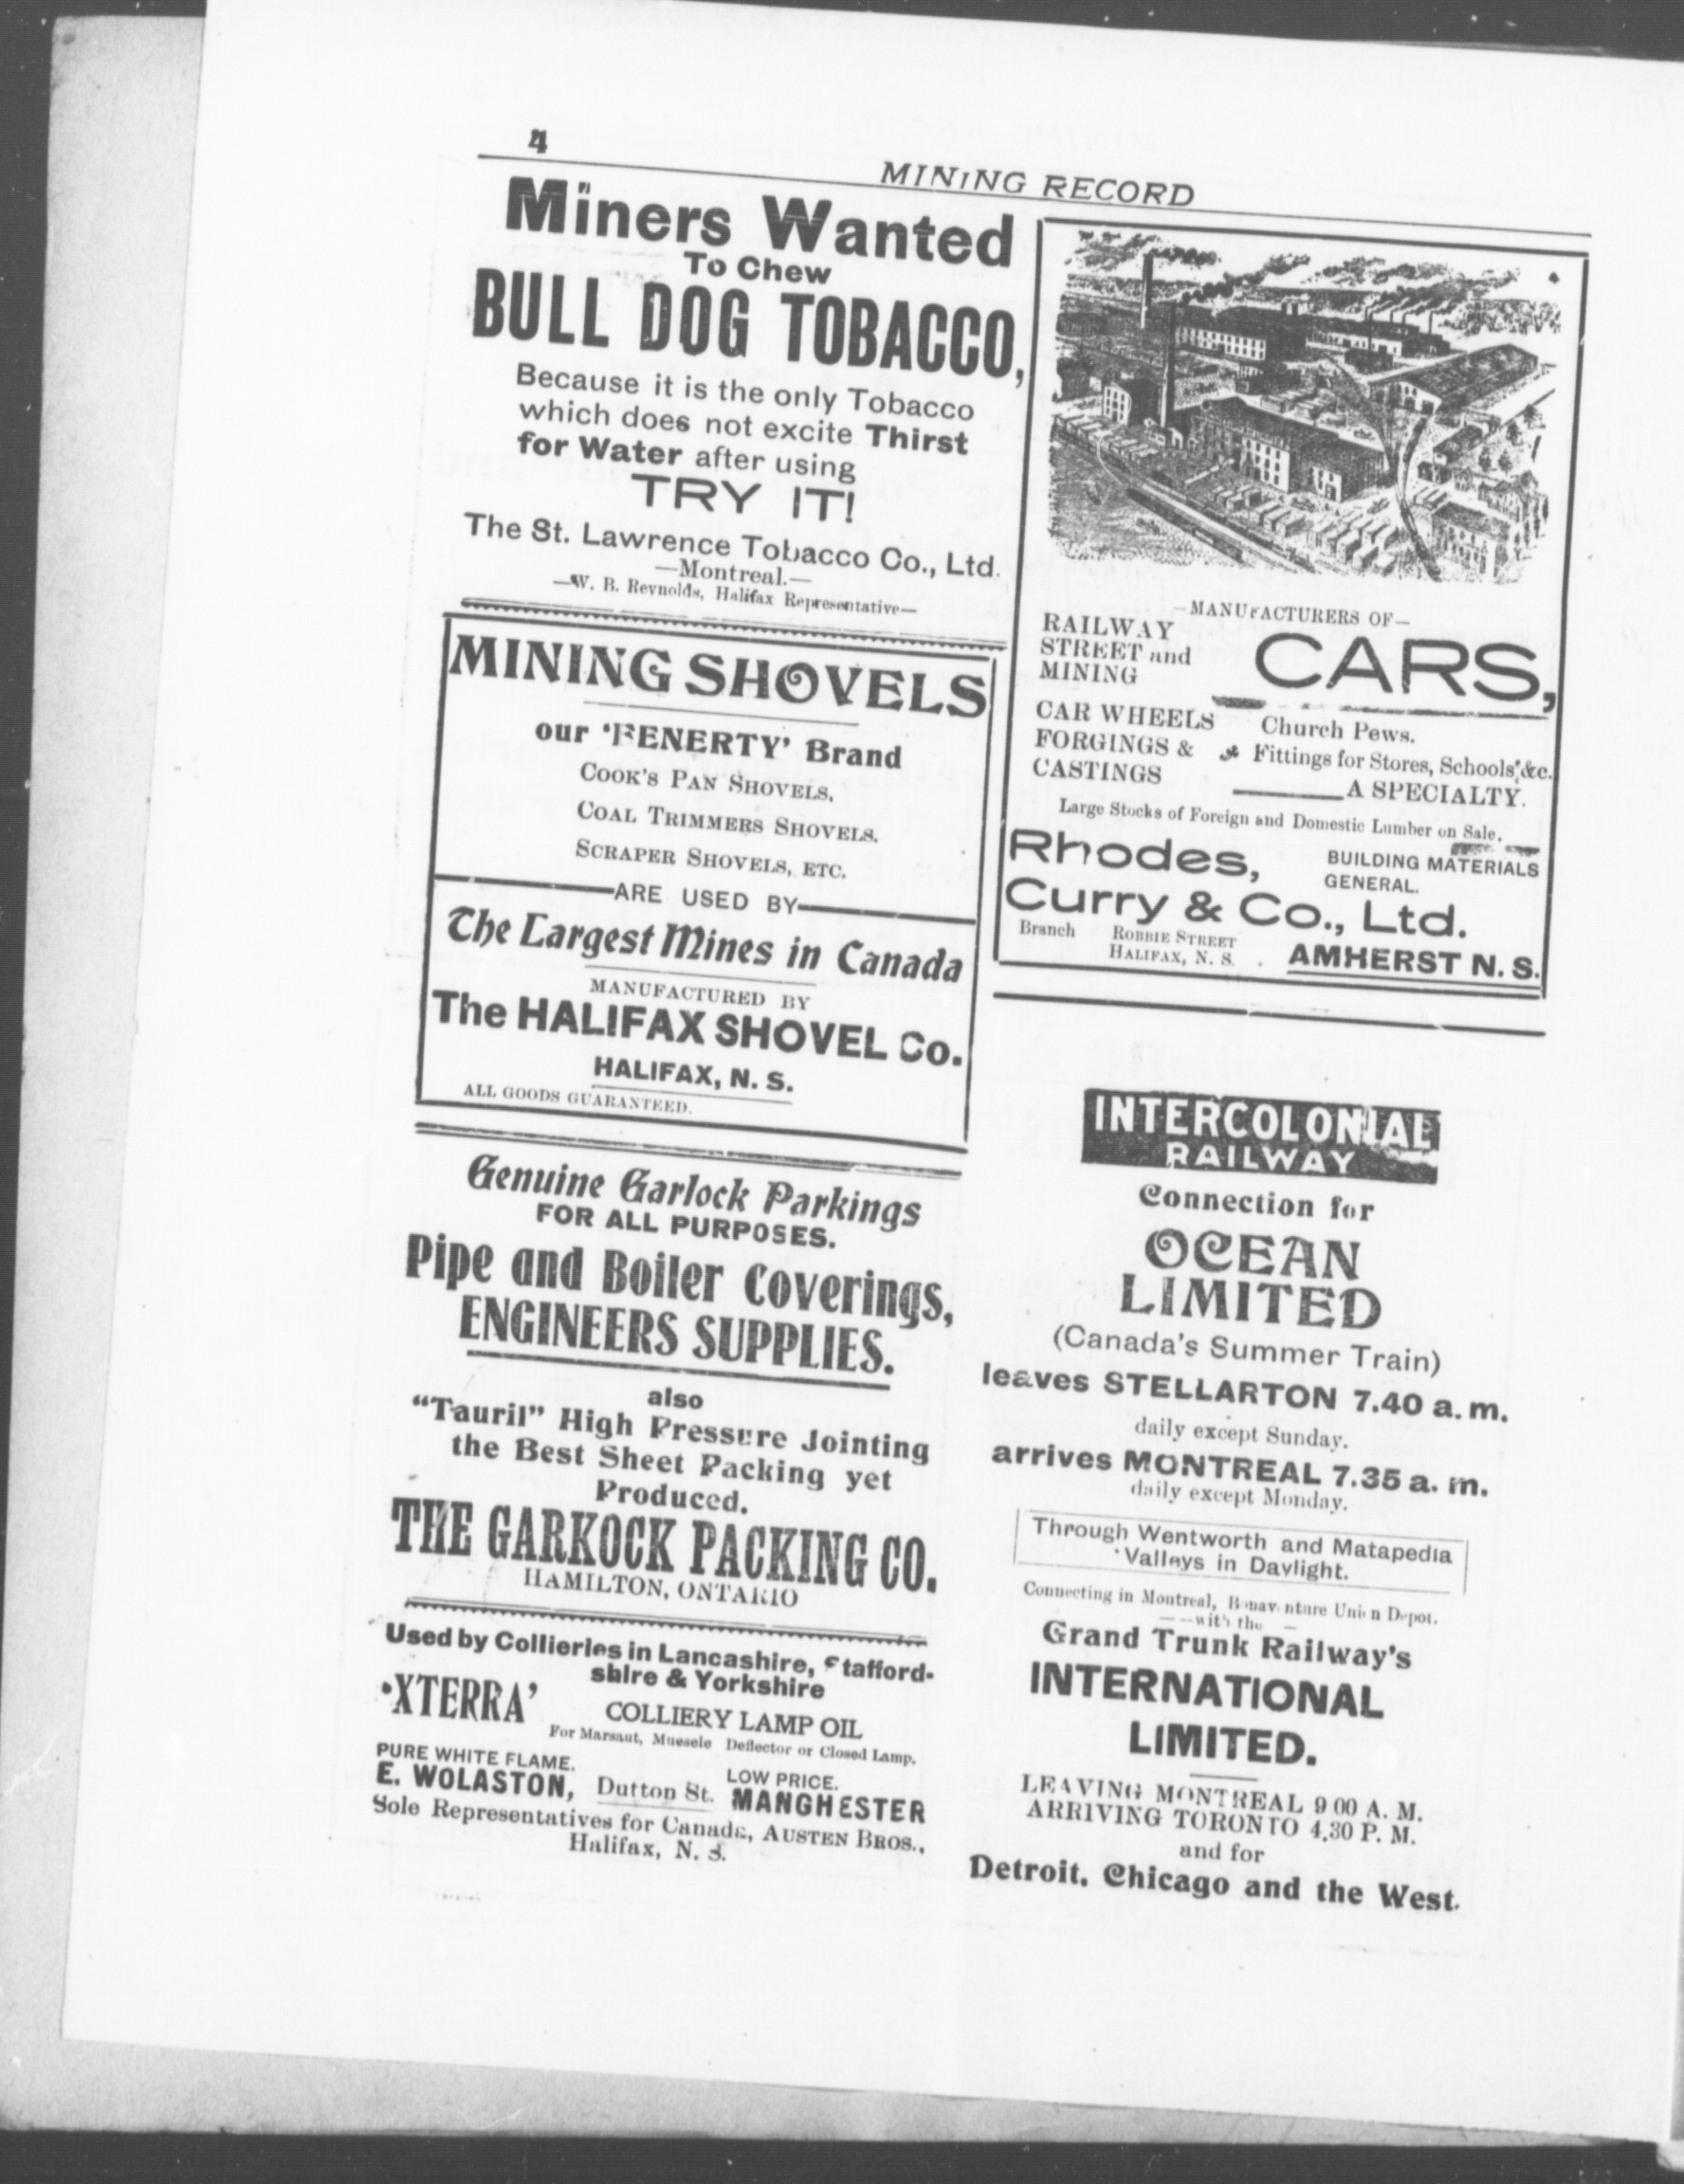 4
MINING RECORD
Miners Wanted
To Chew
BULL DOG TOBACCO,
Because it is the only Tobacco
which does not excite Thirst
for Water after using
TRY IT!
The St. Lawrence Tobacco Co., Ltd.
—Montreal.—
—W. B. Reynolds, Halifax Representative—
MINING SHOVELS
our 'FENERTY' Brand
COOK'S PAN SHOVELS,
COAL TRIMMERS SHOVELS.
SCRAPER SHOVELS, ETC.
ARE USED BY
The Largest Mines in Canada
MANUFACTURED BY
The HALIFAX SHOVEL Co.
HALIFAX, N. S.
ALL GOODS GUARANTEED.
Genuine Garlock Parkings
FOR ALL PURPOSES.
Pipe and Boiler Coverings,
ENGINEERS SUPPLIES.
also
"Tauril" High Pressure Jointing
the Best Sheet Packing yet
Produced.
THE GARKOCK PACKING CO.
HAMILTON, ONTARIO
Used by Collieries in Lancashire, Stafford-
shire & Yorkshire
'XTERRA'
COLLIERY LAMP OIL
For Marsaut, Muesele Deflector or Closed Lamp.
PURE WHITE FLAME.
LOW PRICE.
E. WOLASTON, Dutton St. MANGHESTER
Sole Representatives for Canada, AUSTEN BROS.,
Halifax, N. S.
—MANUFACTURERS OF—
RAILWAY
STREET and
MINING
CARS,
CAR WHEELS
FORGINGS &
CASTINGS
Church Pews.
Fittings for Stores, Schools, &c.
A SPECIALTY.
Large Stocks of Foreign and Domestic Lumber on Sale.
Rhodes,
BUILDING MATERIALS
GENERAL.
Curry & Co., Ltd.
Branch ROBBIE STREET
HALIFAX, N. S.
AMHERST N. S.
INTERCOLONIAL
RAILWAY
Connection for
OCEAN
LIMITED
(Canada's Summer Train)
leaves STELLARTON 7.40 a. m.
daily except Sunday.
arrives MONTREAL 7.35 a. m.
daily except Monday.
Through Wentworth and Matapedia
Valleys in Daylight.
Connecting in Montreal, Bonaventure Union Depot.
—with the—
Grand Trunk Railway's
INTERNATIONAL
LIMITED.
LEAVING MONTREAL 9 00 A. M.
ARRIVING TORONTO 4.30 P. M.
and for
Detroit, Chicago and the West.